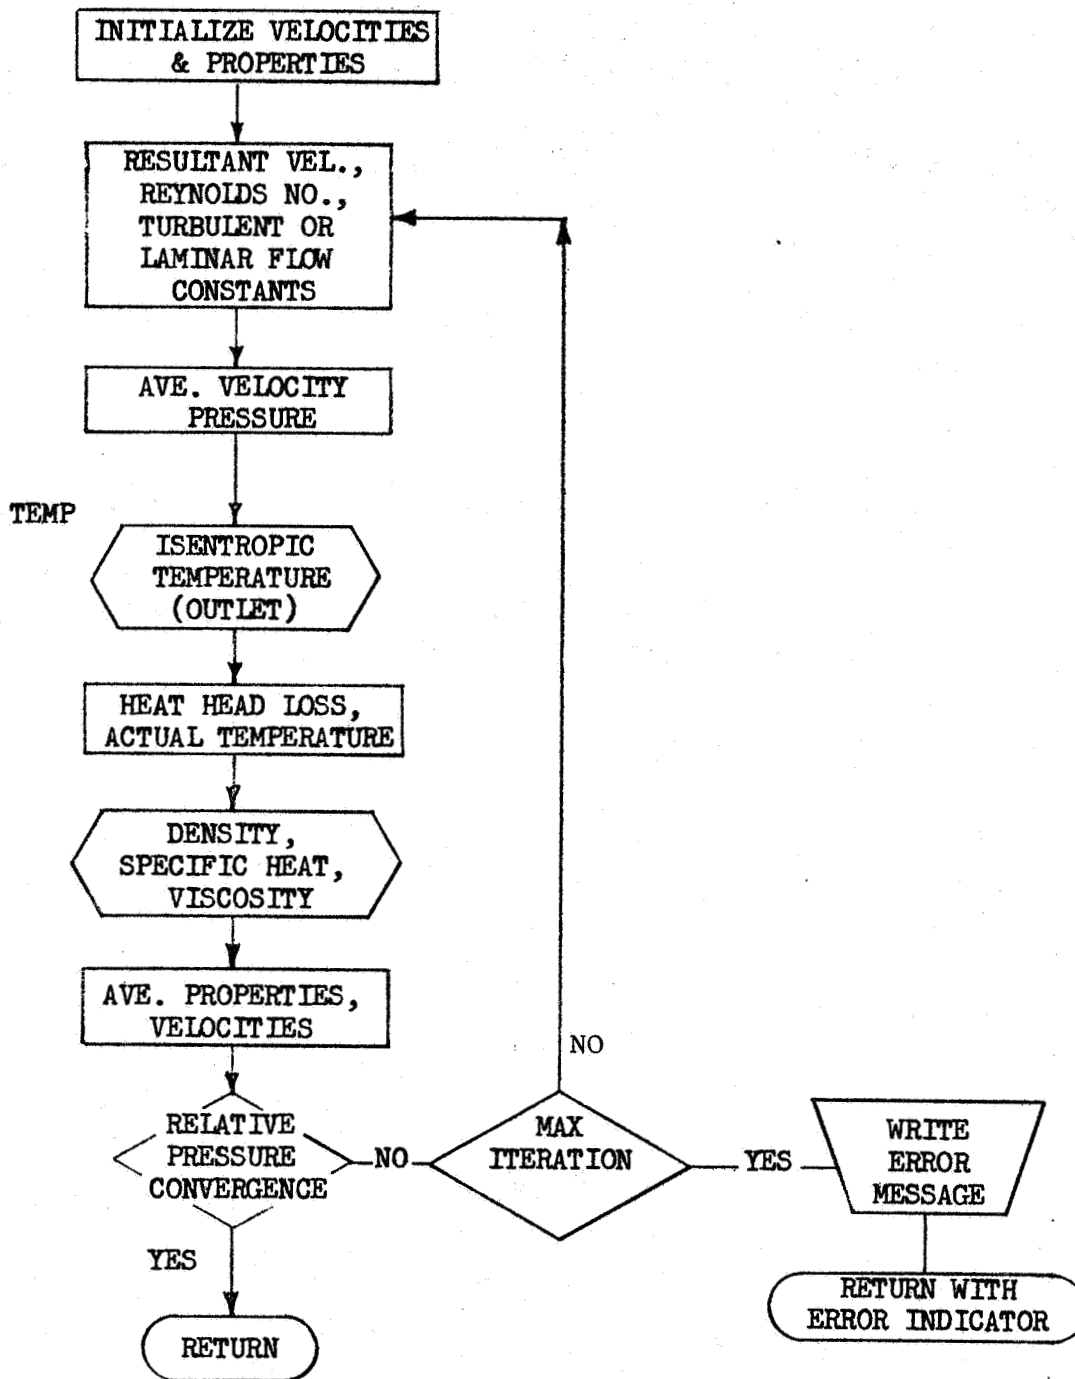 INITIALIZE VELOCITIES
& PROPERTIES
RESULTANT VEL.,
REYNOLDS NO.,
TURBULENT OR
LAMINAR FLOW
CONSTANTS
AVE. VELOCITY
PRESSURE
TEMP
ISENTROPIC
TEMPERATURE
(OUTLET)
HEAT HEAD LOSS,
ACTUAL TEMPERATURE
DENSITY,
SPECIFIC HEAT,
VISCOSITY
AVE. PROPERTIES,
VELOCITIES
RELATIVE
PRESSURE
CONVERGENCE
NO
YES
RETURN
MAX
ITERATION
NO
YES
WRITE
ERROR
MESSAGE
RETURN WITH
ERROR INDICATOR